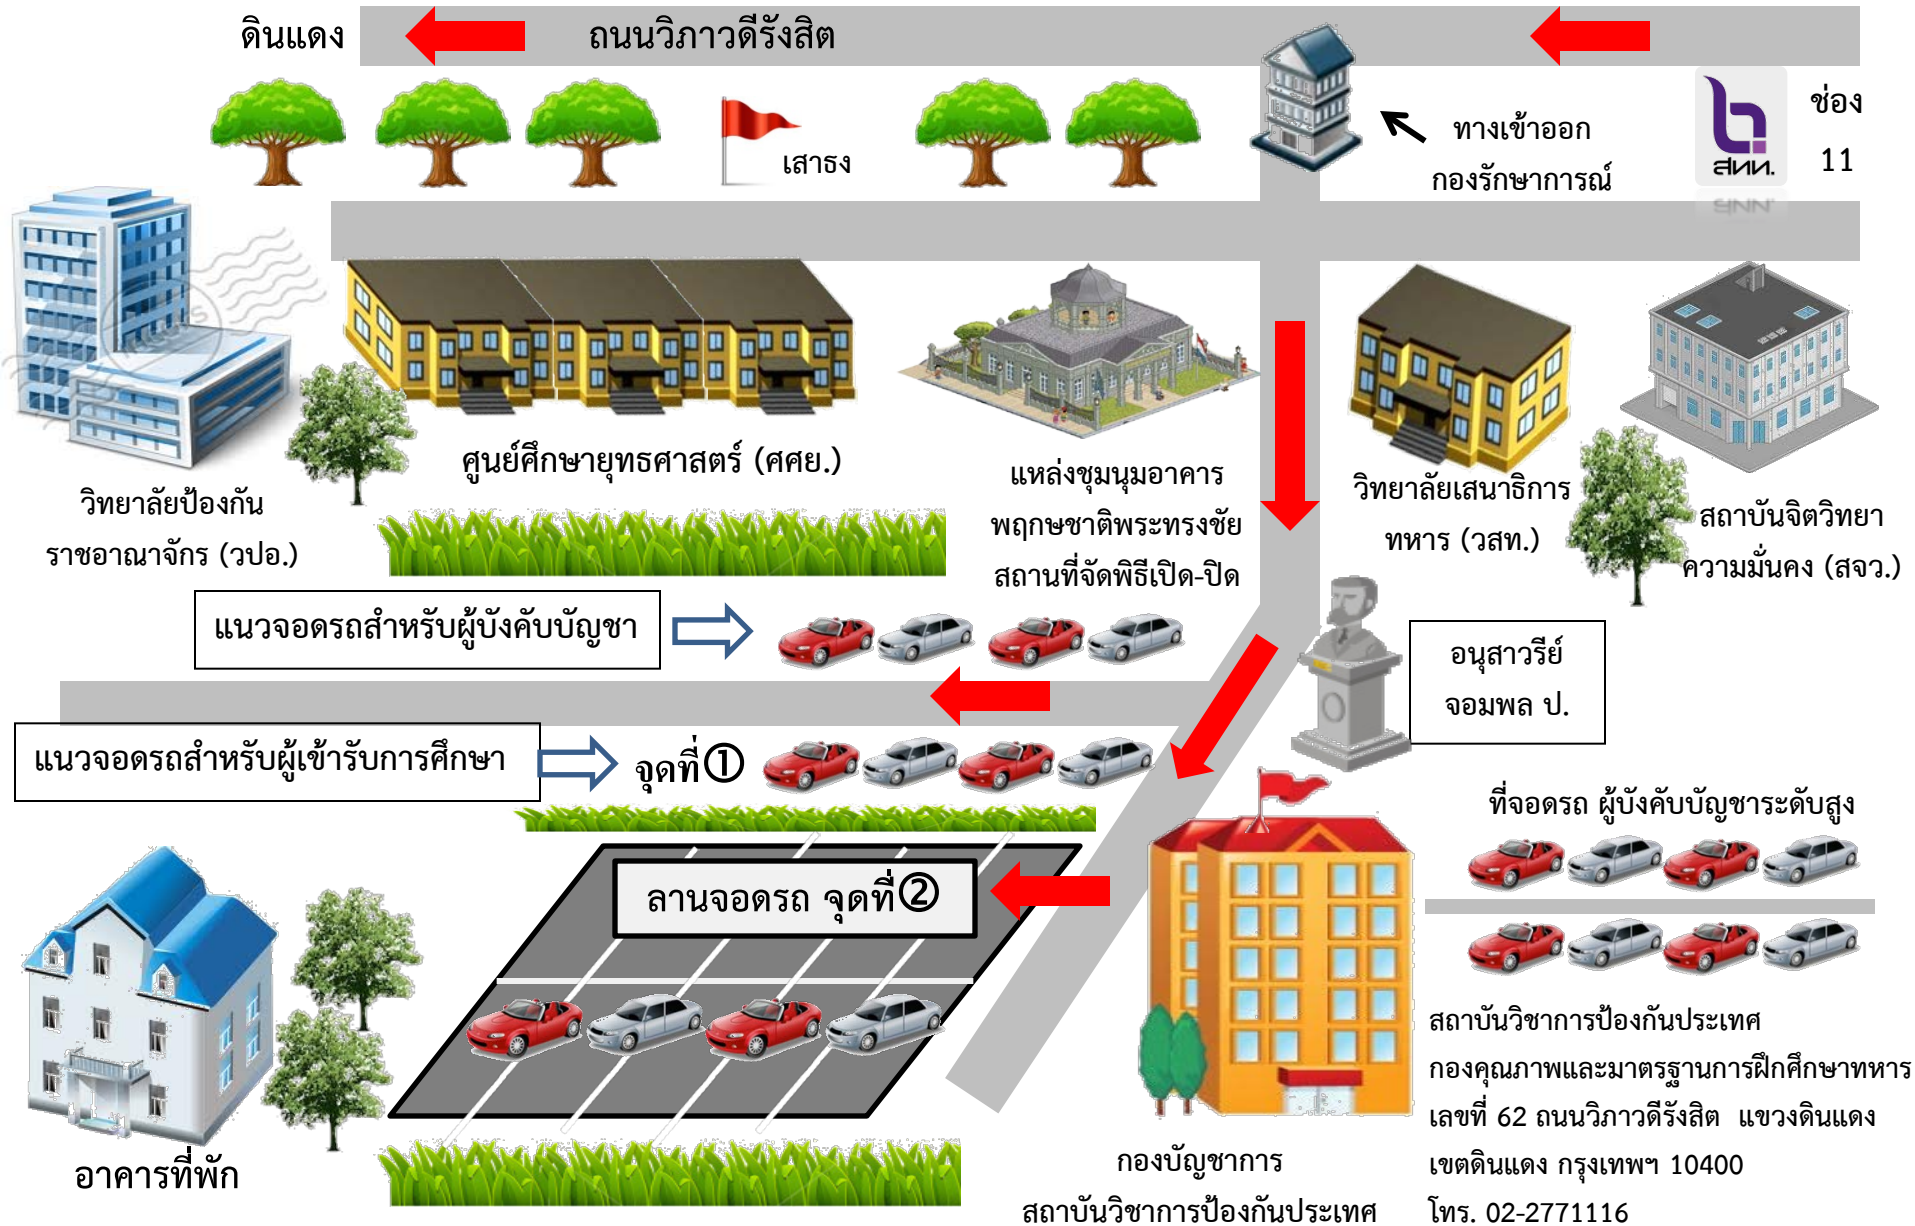 ดินแดง
ถนนวิภาวดีรังสิต
เสาธง
ทางเข้าออก
กองรักษาการณ์
สทท.
ช่อง
11
ศูนย์ศึกษายุทธศาสตร์ (ศศย.)
วิทยาลัยป้องกัน
ราชอาณาจักร (วปอ.)
แหล่งชุมนุมอาคาร
พฤกษชาติพระทรงชัย
สถานที่จัดพิธีเปิด-ปิด
วิทยาลัยเสนาธิการ
ทหาร (วสท.)
สถาบันจิตวิทยา
ความมั่นคง (สจว.)
แนวจอดรถสำหรับผู้บังคับบัญชา
อนุสาวรีย์
จอมพล ป.
แนวจอดรถสำหรับผู้เข้ารับการศึกษา
จุดที่①
ที่จอดรถ ผู้บังคับบัญชาระดับสูง
ลานจอดรถ จุดที่②
อาคารที่พัก
กองบัญชาการ
สถาบันวิชาการป้องกันประเทศ
สถาบันวิชาการป้องกันประเทศ
กองคุณภาพและมาตรฐานการฝึกศึกษาทหาร
เลขที่ 62 ถนนวิภาวดีรังสิต แขวงดินแดง
เขตดินแดง กรุงเทพฯ 10400
โทร. 02-2771116